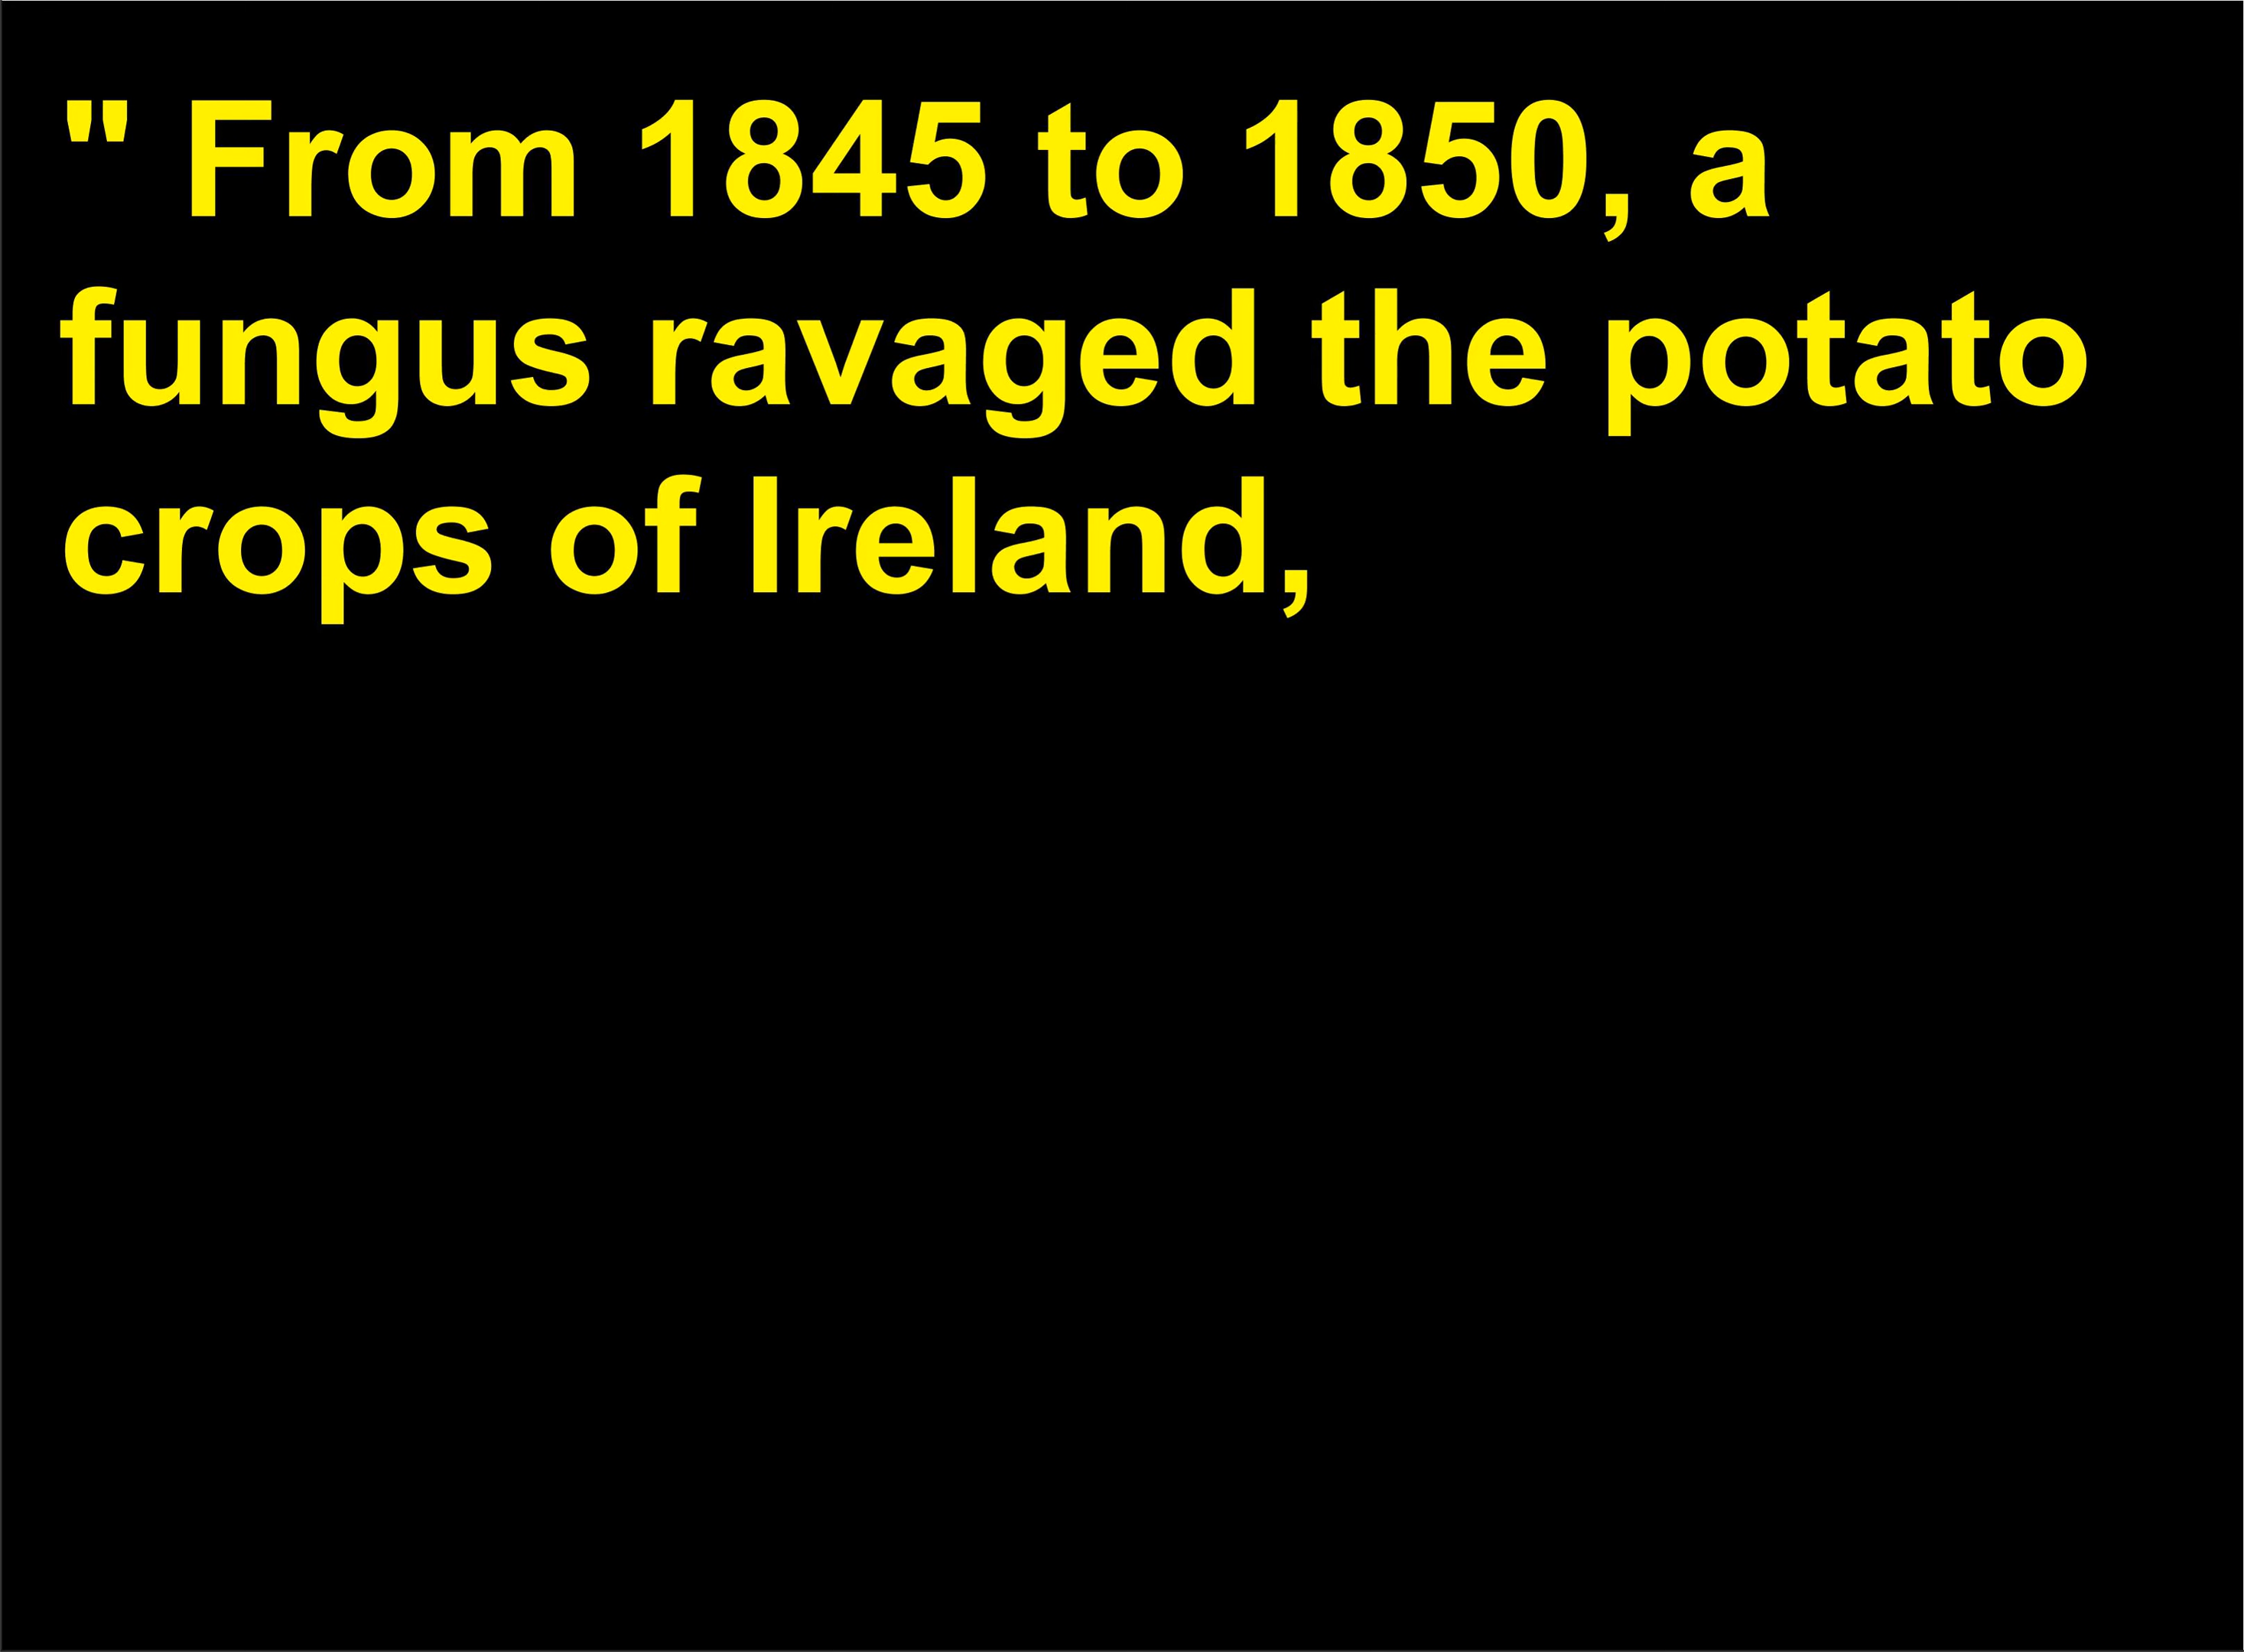 " From 1845 to 1850, a
fungus ravaged the potato
crops of Ireland,